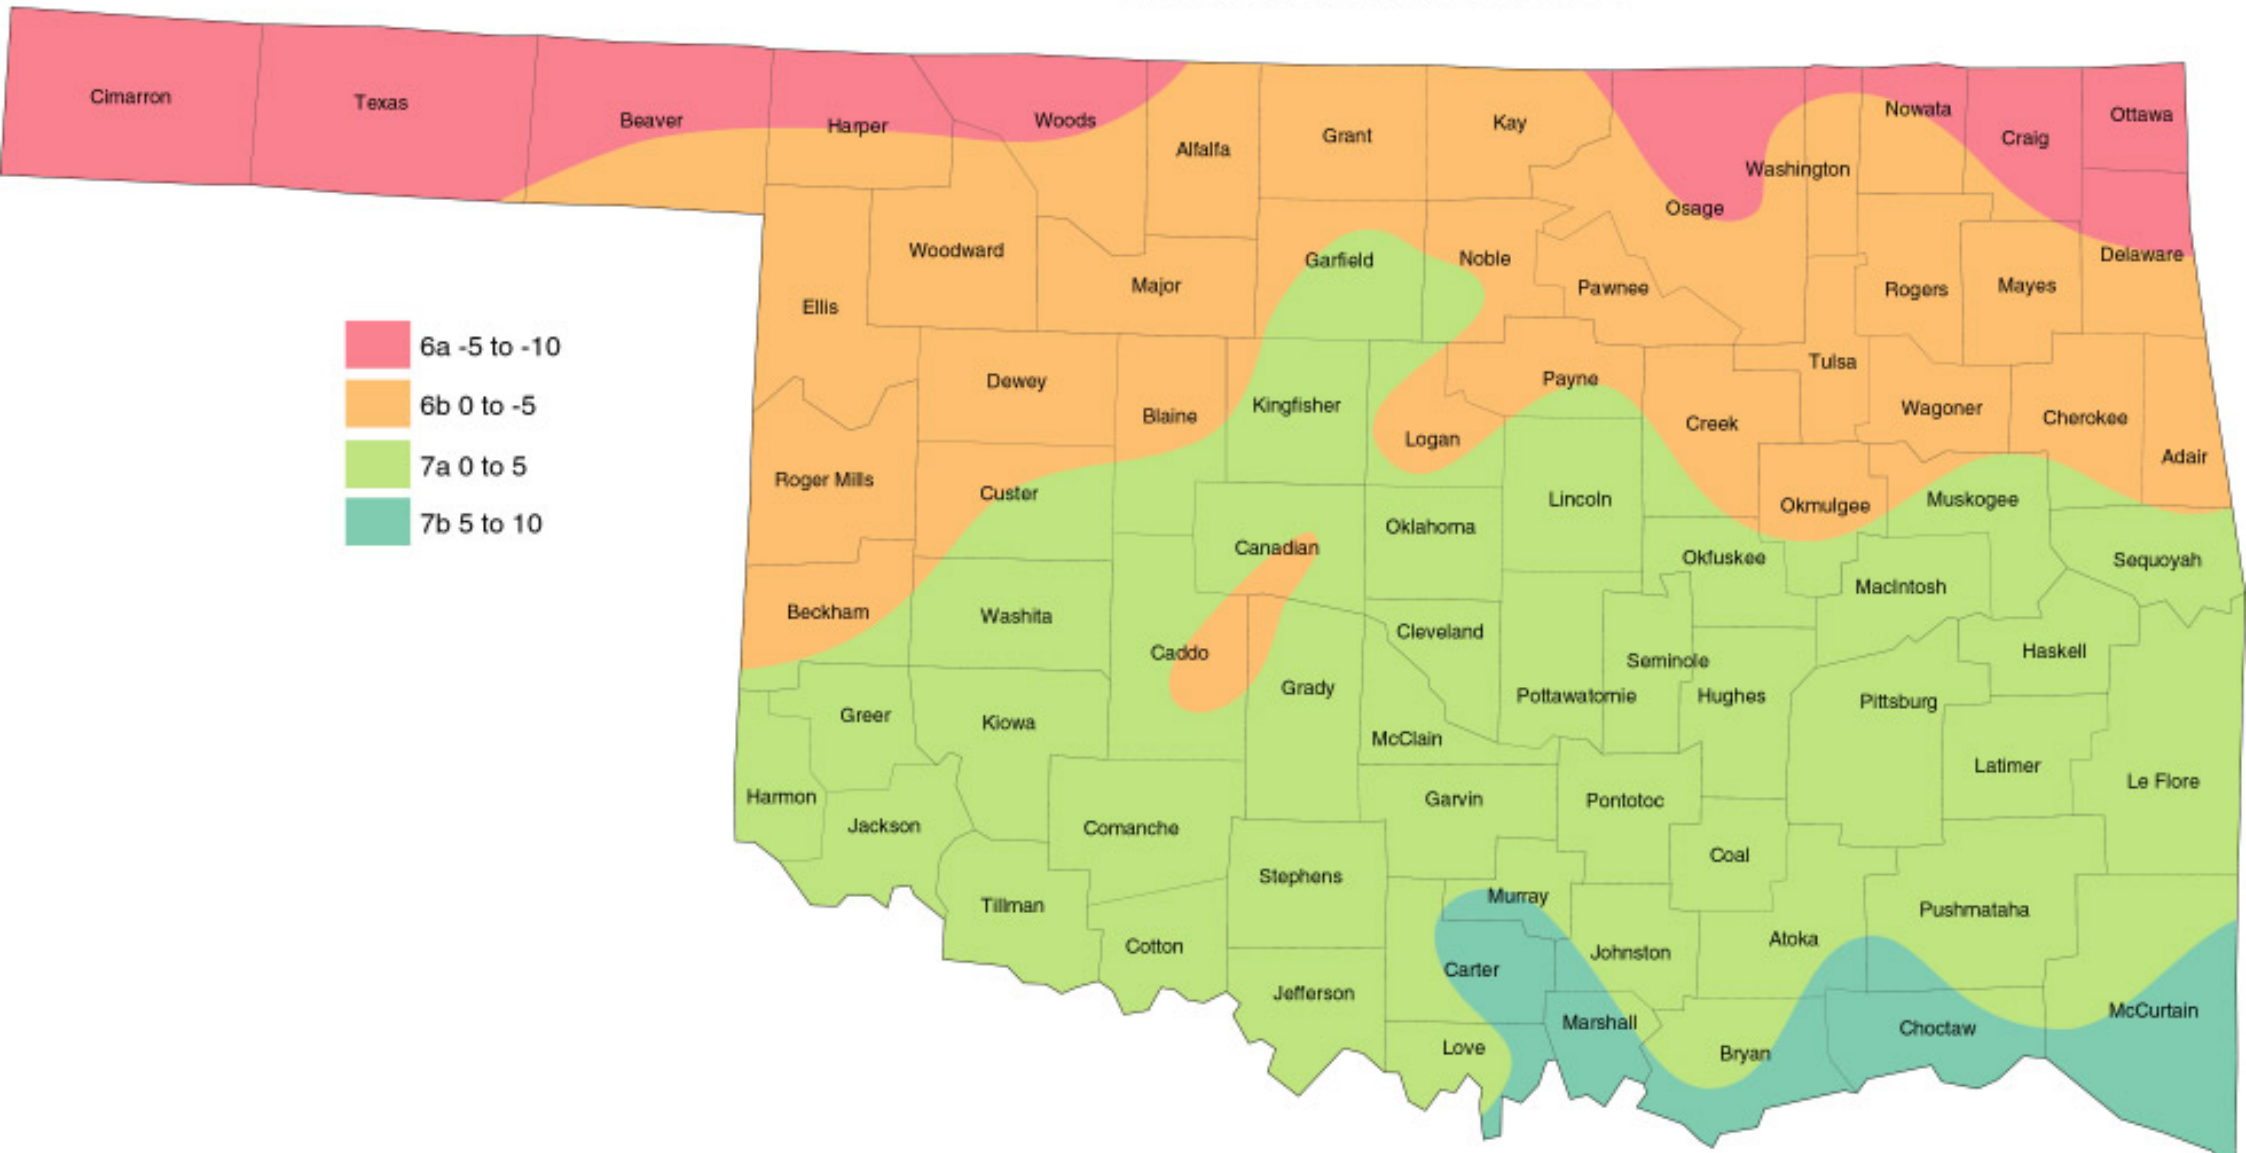 Cimarron
Texas
Beaver
Harper
Woods
Alfalfa
Grant
Kay
Osage
Washington
Nowata
Craig
Ottawa
Delaware
Ellis
Woodward
Major
Garfield
Noble
Pawnee
Rogers
Mayes
6a -5 to -10
6b 0 to -5
7a 0 to 5
7b 5 to 10
Dewey
Blaine
Kingfisher
Logan
Payne
Creek
Tulsa
Wagoner
Cherokee
Adair
Roger Mills
Custer
Canadian
Oklahoma
Lincoln
Okmulgee
Muskogee
Okfuskee
MacIntosh
Sequoyah
Beckham
Washita
Caddo
Grady
Cleveland
Pottawatomie
Seminole
Hughes
Pittsburg
Haskell
Greer
Kiowa
McClain
Latimer
Le Flore
Harmon
Jackson
Comanche
Garvin
Pontotoc
Coal
Tillman
Cotton
Stephens
Murray
Johnston
Atoka
Pushmataha
Jefferson
Carter
Love
Marshall
Bryan
Choctaw
McCurtain